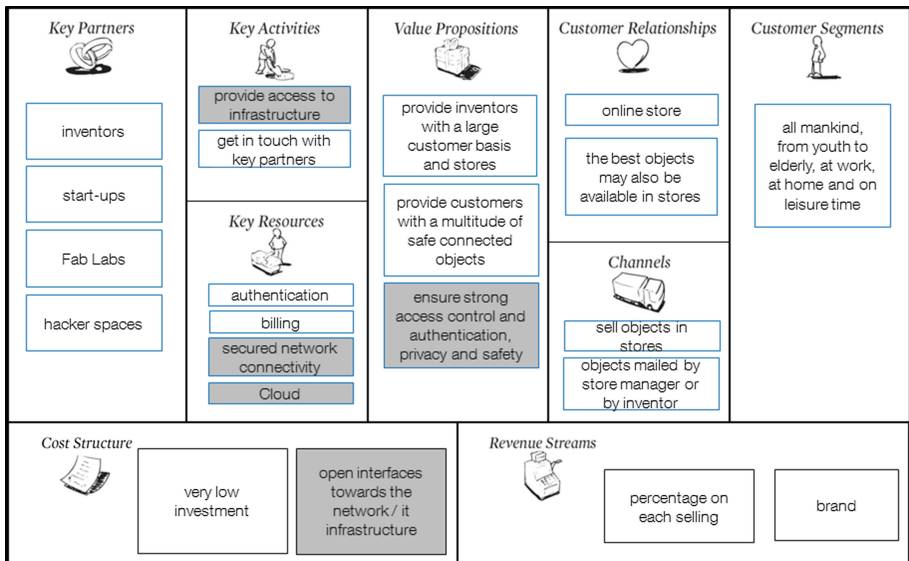 Key Partners
inventors
start-ups
Fab Labs
hacker spaces
Key Activities
provide access to
infrastructure
get in touch with
key partners
Key Resources
authentication
billing
secured network
connectivity
Cloud
Value Propositions
provide inventors
with a large
customer basis
and stores
provide customers
with a multitude of
safe connected
objects
ensure strong
access control and
authentication,
privacy and safety
Customer Relationships
online store
the best objects
may also be
available in stores
Channels
sell objects in
stores
objects mailed by
store manager or
by inventor
Customer Segments
all mankind,
from youth to
elderly, at work,
at home and on
leisure time
Cost Structure
very low
investment
open interfaces
towards the
network / it
infrastructure
Revenue Streams
percentage on
each selling
brand